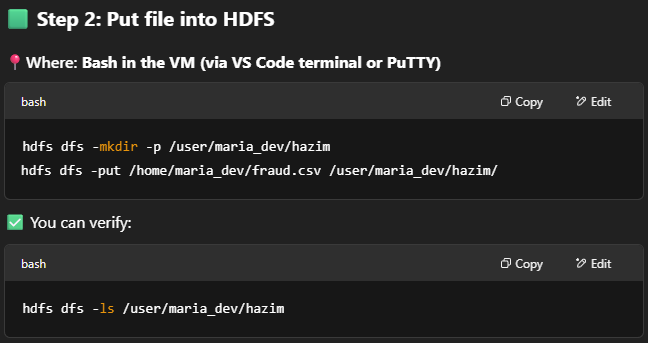 Step 2: Put file into HDFS
Where: Bash in the VM (via VS Code terminal or PuTTY)
bash Copy Edit
hdfs dfs -mkdir -p /user/maria_dev/hazim
hdfs dfs -put /home/maria_dev/fraud.csv /user/maria_dev/hazim/
You can verify:
bash Copy Edit
hdfs dfs -ls /user/maria_dev/hazim